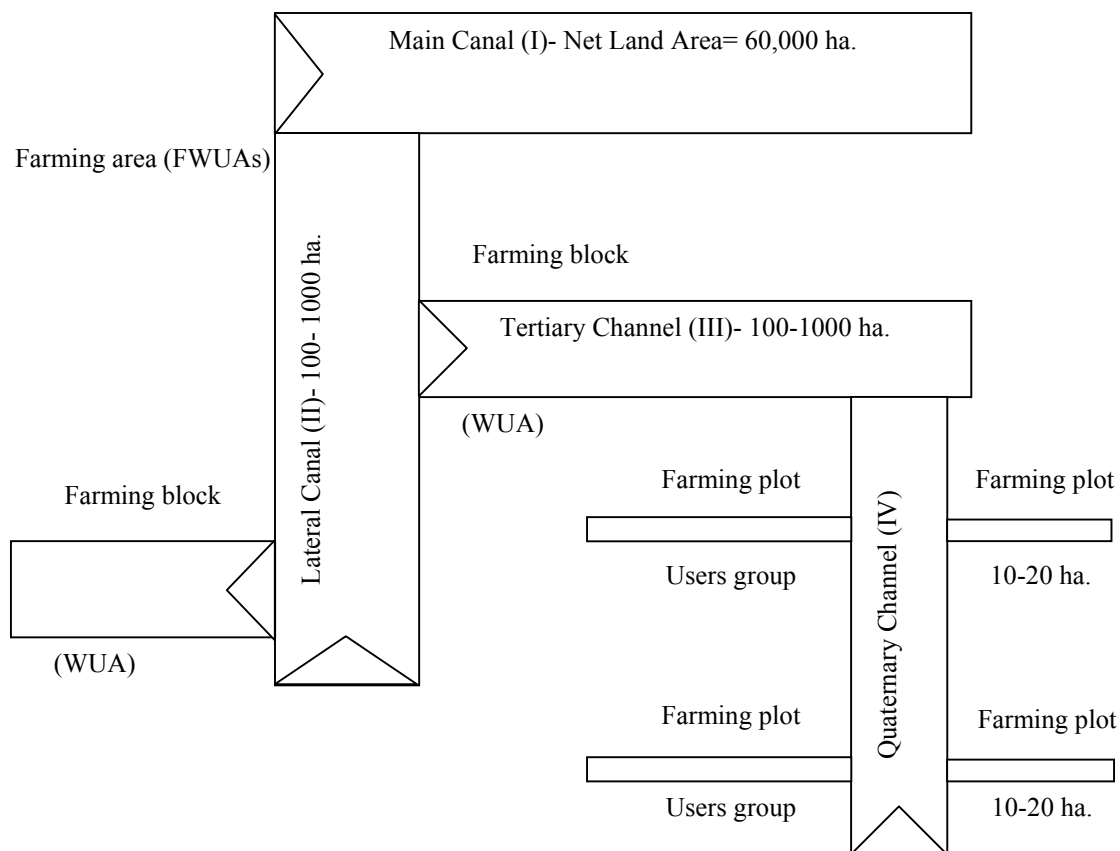 Main Canal (I)- Net Land Area= 60,000 ha.
Farming area (FWUAs)
Lateral Canal (II)- 100- 1000 ha.
Farming block
Tertiary Channel (III)- 100-1000 ha.
(WUA)
Farming block
(WUA)
Quaternary Channel (IV)
Farming plot
Farming plot
Users group
10-20 ha.
Farming plot
Farming plot
Users group
10-20 ha.